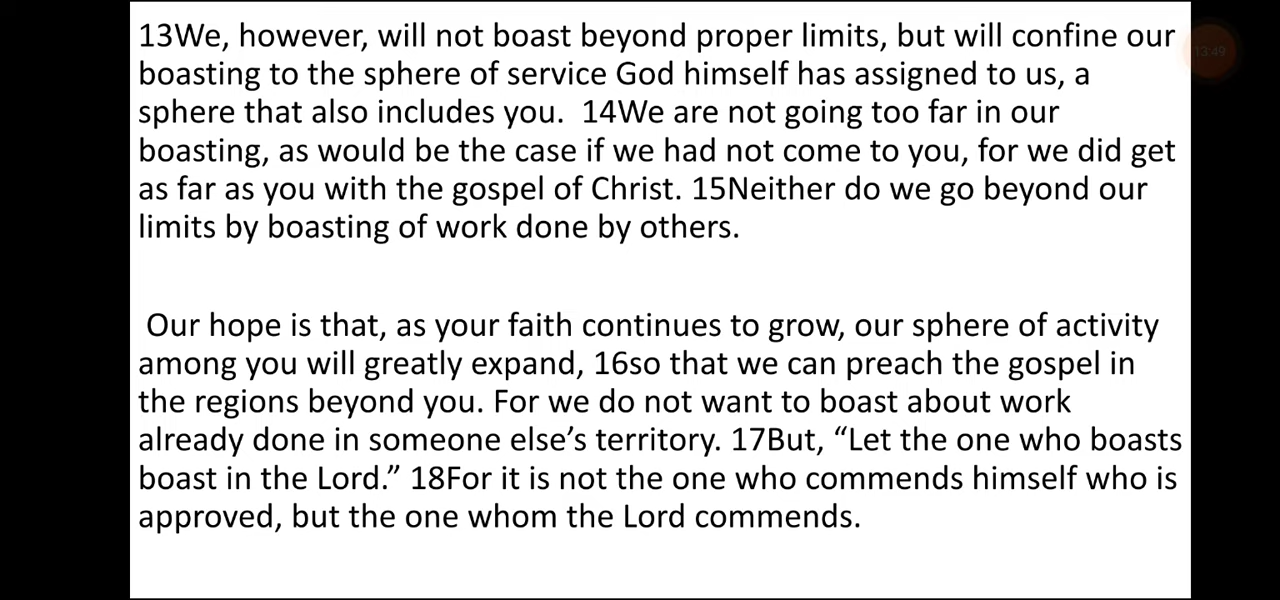 13We, however, will not boast beyond proper limits, but will confine our
boasting to the sphere of service God himself has assigned to us, a
sphere that also includes you.  14We are not going too far in our
boasting, as would be the case if we had not come to you, for we did get
as far as you with the gospel of Christ. 15Neither do we go beyond our
limits by boasting of work done by others.
Our hope is that, as your faith continues to grow, our sphere of activity
among you will greatly expand, 16so that we can preach the gospel in
the regions beyond you. For we do not want to boast about work
already done in someone else’s territory. 17But, “Let the one who boasts
boast in the Lord.” 18For it is not the one who commends himself who is
approved, but the one whom the Lord commends.
13:49